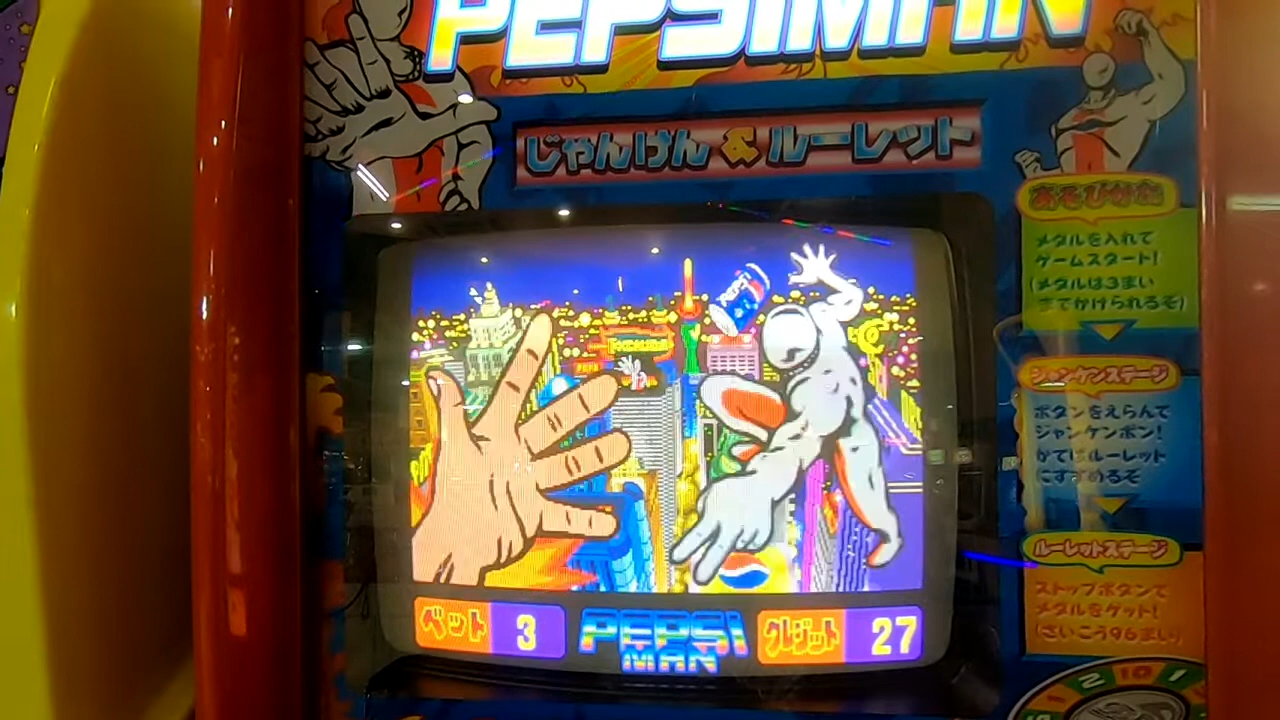 PEPSIMAN
じゃんけん & ルーレット
あそびかた
メダルを入れて
ゲームスタート!
(メダルは3まい
までかけられるぞ)
ジャンケンステージ
ボタンをえらんで
ジャンケンポン!
かてばルーレット
にすすめるぞ
ルーレットステージ
ストップボタンで
メダルをゲット!
(さいこう96まい)
PEPSI
ベット 3
PEPSI
MAN
クレジット 27
2 10 1